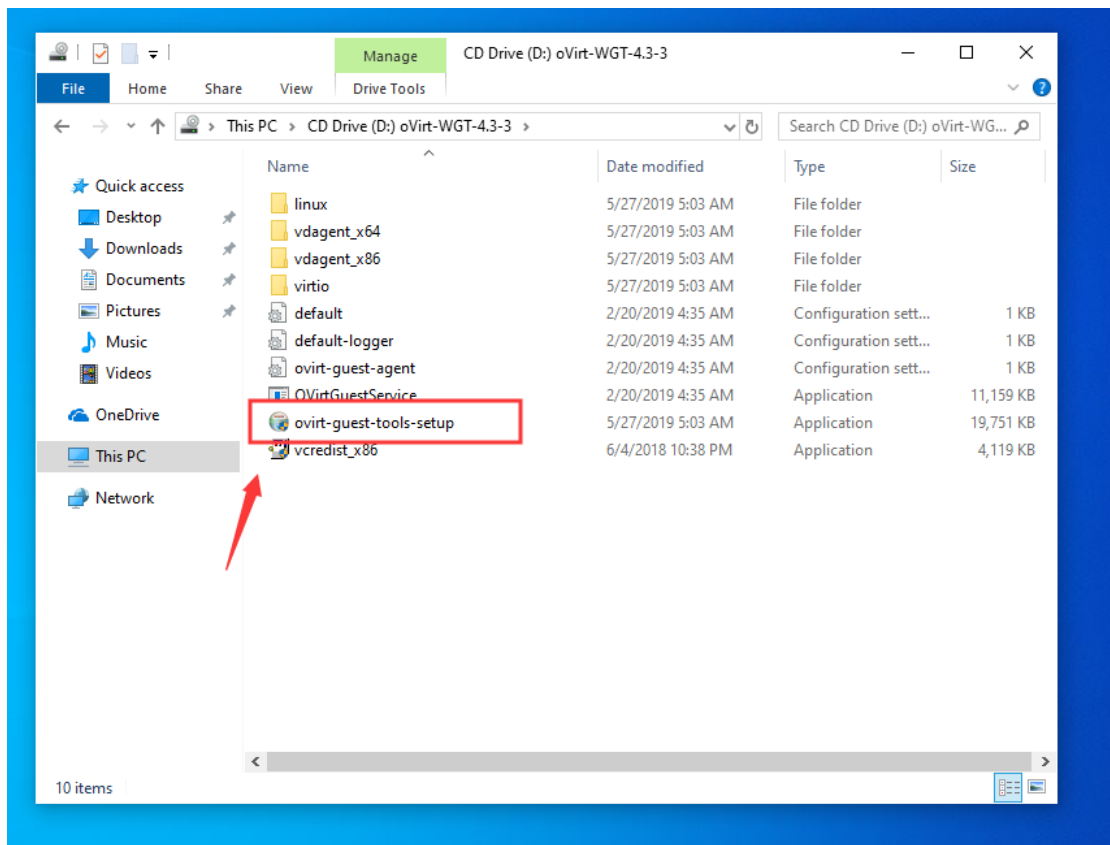 Manage CD Drive (D:) oVirt-WGT-4.3-3
File Home Share View Drive Tools
This PC > CD Drive (D:) oVirt-WGT-4.3-3 > Search CD Drive (D:) oVirt-WG...
Name Date modified Type Size
Quick access
Desktop
Downloads
Documents
Pictures
Music
Videos
OneDrive
This PC
Network
linux 5/27/2019 5:03 AM File folder
vdagent_x64 5/27/2019 5:03 AM File folder
vdagent_x86 5/27/2019 5:03 AM File folder
virtio 5/27/2019 5:03 AM File folder
default 2/20/2019 4:35 AM Configuration sett... 1 KB
default-logger 2/20/2019 4:35 AM Configuration sett... 1 KB
ovirt-guest-agent 2/20/2019 4:35 AM Configuration sett... 1 KB
OVirtGuestService 2/20/2019 4:35 AM Application 11,159 KB
ovirt-guest-tools-setup 5/27/2019 5:03 AM Application 19,751 KB
vcredist_x86 6/4/2018 10:38 PM Application 4,119 KB
10 items